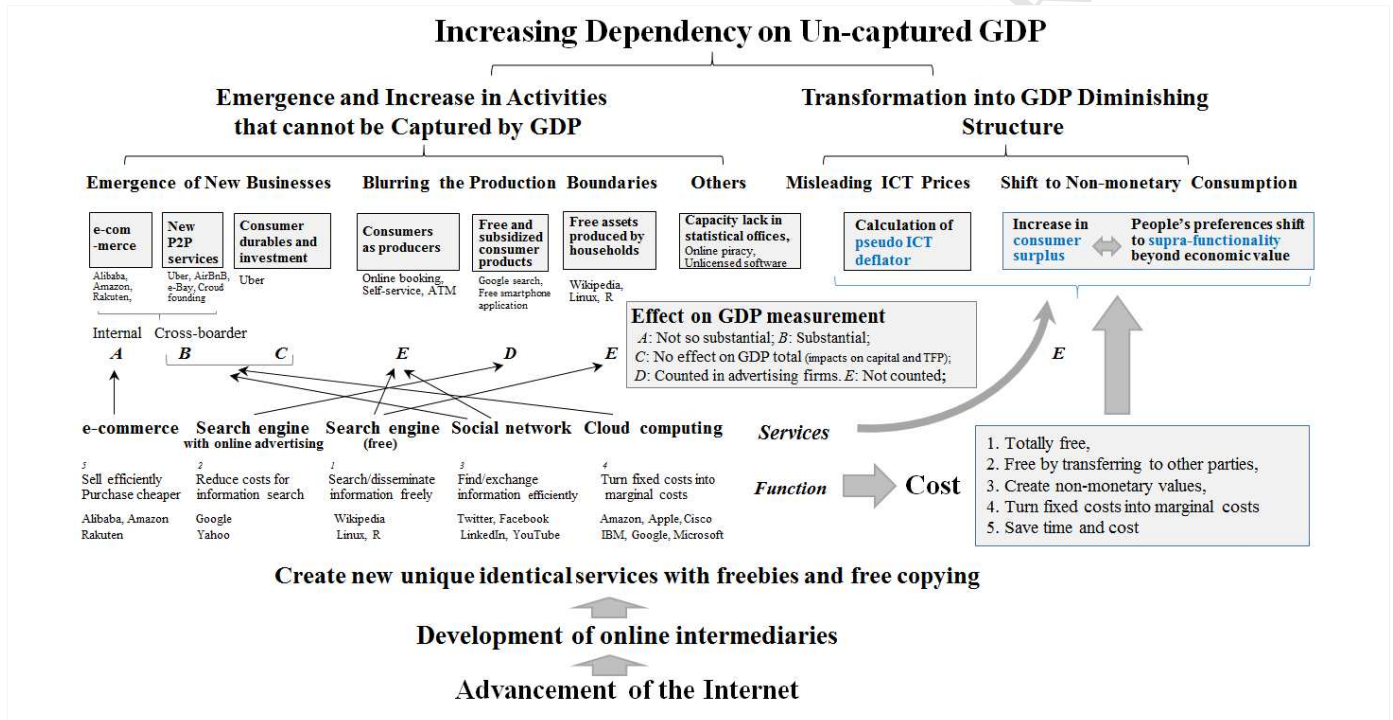 Increasing Dependency on Un-captured GDP
Emergence and Increase in Activities
that cannot be Captured by GDP
Transformation into GDP Diminishing
Structure
Emergence of New Businesses
Blurring the Production Boundaries
Others
Misleading ICT Prices
Shift to Non-monetary Consumption
e-com
-merce
New
P2P
services
Consumer
durables and
investment
Consumers
as producers
Free and
subsidized
consumer
products
Free assets
produced by
households
Capacity lack in
statistical offices,
Online piracy,
Unlicensed software
Calculation of
pseudo ICT
deflator
Increase in
consumer
surplus
People's preferences shift
to supra-functionality
beyond economic value
Alibaba,
Amazon,
Rakuten,
Uber, AirBnB,
e-Bay, Croud
founding
Uber
Online booking,
Self-service, ATM
Google search,
Free smartphone
application
Wikipedia,
Linux, R
Internal
Cross-boarder
A
B
C
E
D
E
Effect on GDP measurement
A: Not so substantial; B: Substantial;
C: No effect on GDP total (impacts on capital and TFP);
D: Counted in advertising firms. E: Not counted;
E
e-commerce
Search engine
with online advertising
Search engine
(free)
Social network
Cloud computing
Services
5
Sell efficiently
Purchase cheaper
2
Reduce costs for
information search
1
Search/disseminate
information freely
3
Find/exchange
information efficiently
4
Turn fixed costs into
marginal costs
Function
Cost
Alibaba, Amazon
Rakuten
Google
Yahoo
Wikipedia
Linux, R
Twitter, Facebook
LinkedIn, YouTube
Amazon, Apple, Cisco
IBM, Google, Microsoft
1. Totally free,
2. Free by transferring to other parties,
3. Create non-monetary values,
4. Turn fixed costs into marginal costs
5. Save time and cost
Create new unique identical services with freebies and free copying
Development of online intermediaries
Advancement of the Internet